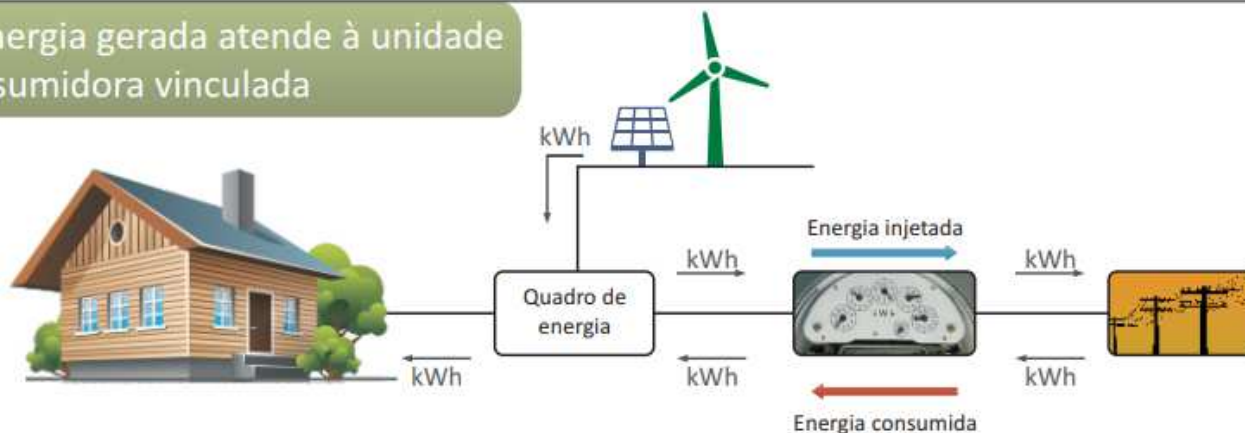 nergia gerada atende à unidade
sumidora vinculada
kWh
Energia injetada
kWh
kWh
Quadro de
energia
kWh
kWh
kWh
kWh
Energia consumida